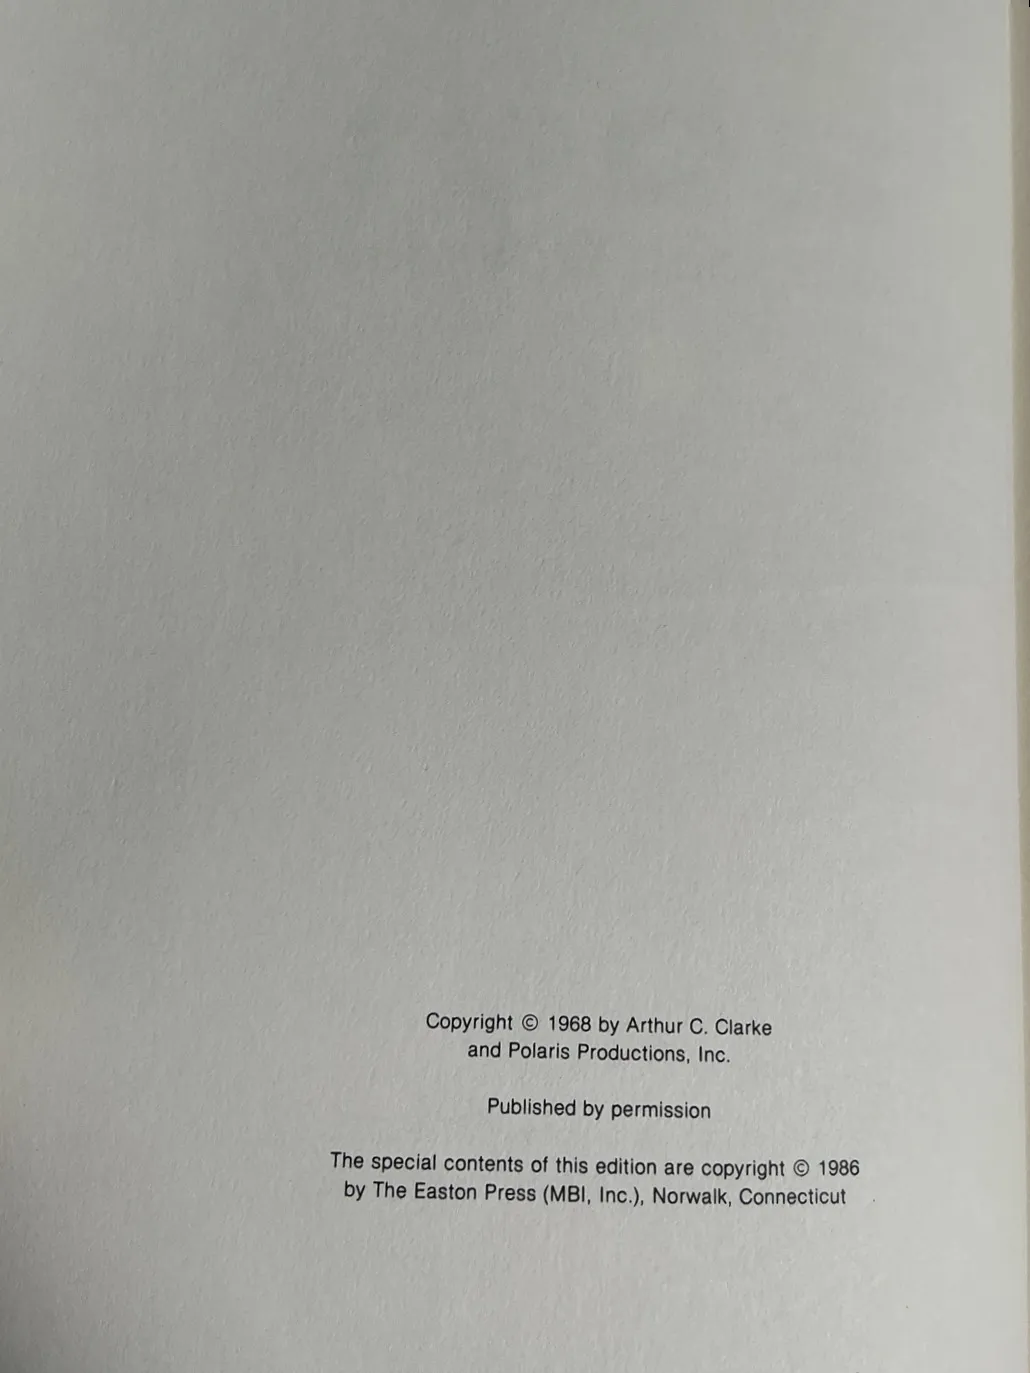 Copyright © 1968 by Arthur C. Clarke
and Polaris Productions, Inc.
Published by permission
The special contents of this edition are copyright © 1986
by The Easton Press (MBI, Inc.), Norwalk, Connecticut